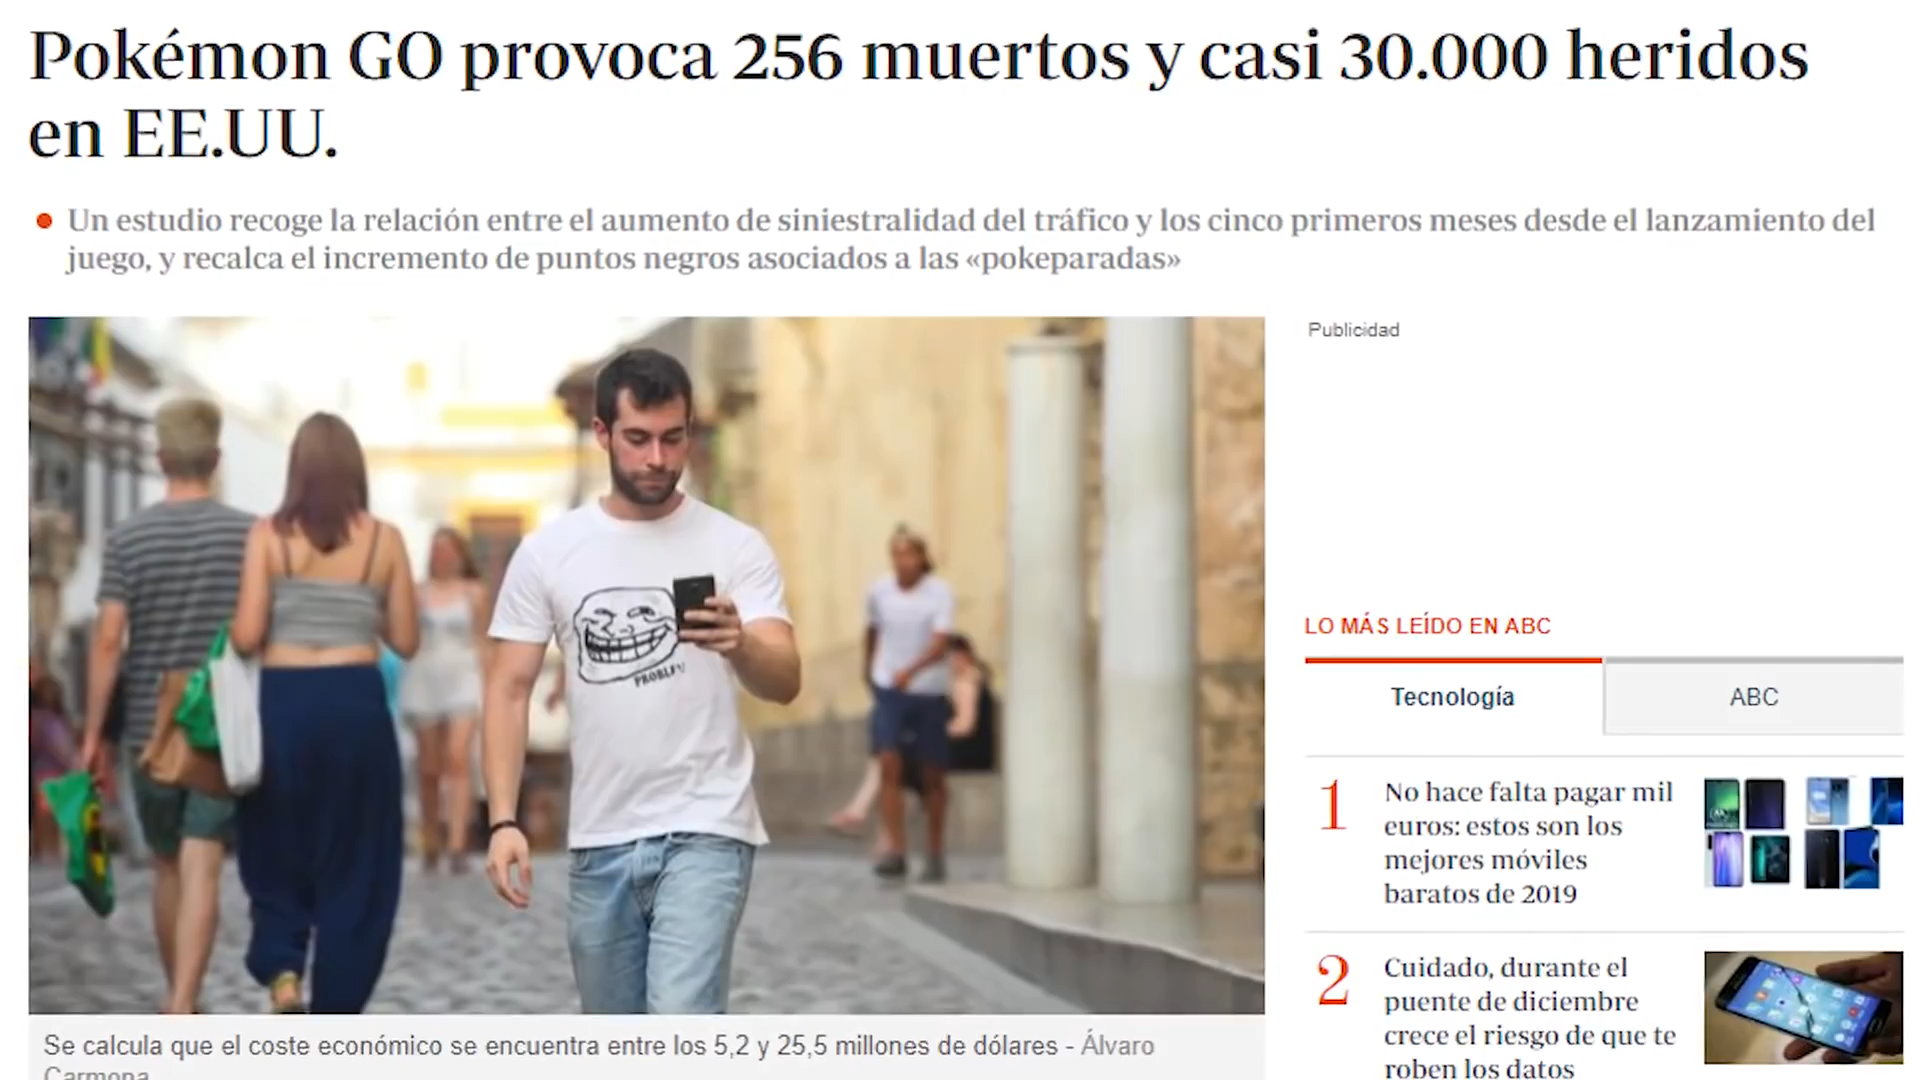 Pokémon GO provoca 256 muertos y casi 30.000 heridos
en EE.UU.
Un estudio recoge la relación entre el aumento de siniestralidad del tráfico y los cinco primeros meses desde el lanzamiento del
juego, y recalca el incremento de puntos negros asociados a las «pokeparadas»
Publicidad
LO MÁS LEÍDO EN ABC
Tecnología
ABC
1
No hace falta pagar mil
euros: estos son los
mejores móviles
baratos de 2019
2
Cuidado, durante el
puente de diciembre
crece el riesgo de que te
roben los datos
Se calcula que el coste económico se encuentra entre los 5,2 y 25,5 millones de dólares - Álvaro
Carmona